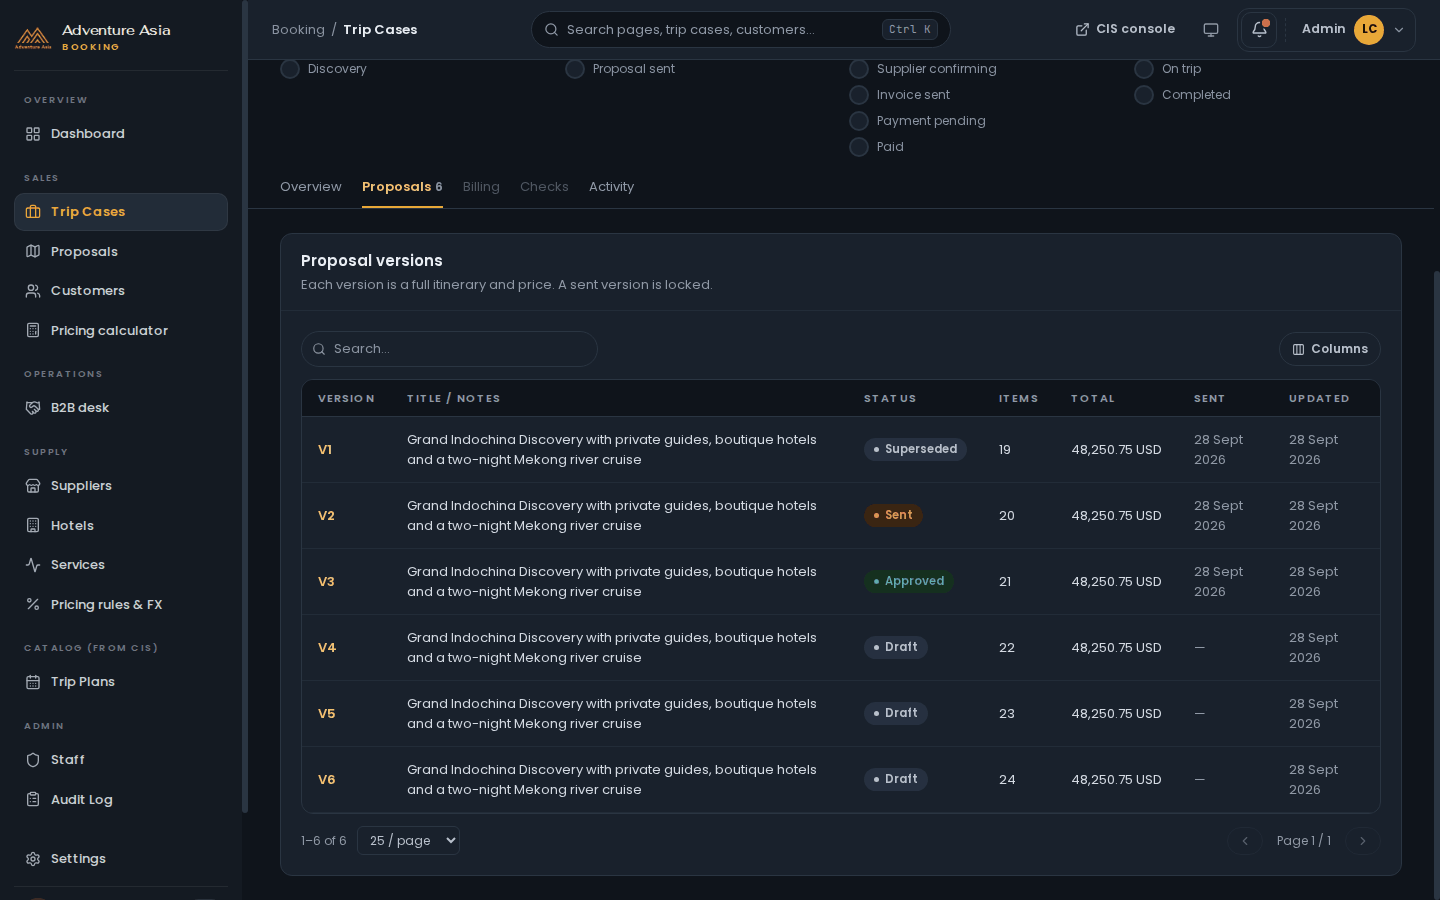 Adventure Asia
BOOKING
Adventure Asia
OVERVIEW
Dashboard
SALES
Trip Cases
Proposals
Customers
Pricing calculator
OPERATIONS
B2B desk
SUPPLY
Suppliers
Hotels
Services
Pricing rules & FX
CATALOG (FROM CIS)
Trip Plans
ADMIN
Staff
Audit Log
Settings
Booking / Trip Cases
Search pages, trip cases, customers...
Ctrl K
CIS console
Admin
LC
Discovery
Proposal sent
Supplier confirming
On trip
Invoice sent
Completed
Payment pending
Paid
Overview Proposals 6 Billing Checks Activity
Proposal versions
Each version is a full itinerary and price. A sent version is locked.
Search...
Columns
VERSION TITLE / NOTES STATUS ITEMS TOTAL SENT UPDATED
V1 Grand Indochina Discovery with private guides, boutique hotels and a two-night Mekong river cruise Superseded 19 48,250.75 USD 28 Sept 2026 28 Sept 2026
V2 Grand Indochina Discovery with private guides, boutique hotels and a two-night Mekong river cruise Sent 20 48,250.75 USD 28 Sept 2026 28 Sept 2026
V3 Grand Indochina Discovery with private guides, boutique hotels and a two-night Mekong river cruise Approved 21 48,250.75 USD 28 Sept 2026 28 Sept 2026
V4 Grand Indochina Discovery with private guides, boutique hotels and a two-night Mekong river cruise Draft 22 48,250.75 USD — 28 Sept 2026
V5 Grand Indochina Discovery with private guides, boutique hotels and a two-night Mekong river cruise Draft 23 48,250.75 USD — 28 Sept 2026
V6 Grand Indochina Discovery with private guides, boutique hotels and a two-night Mekong river cruise Draft 24 48,250.75 USD — 28 Sept 2026
1–6 of 6
25 / page
Page 1 / 1